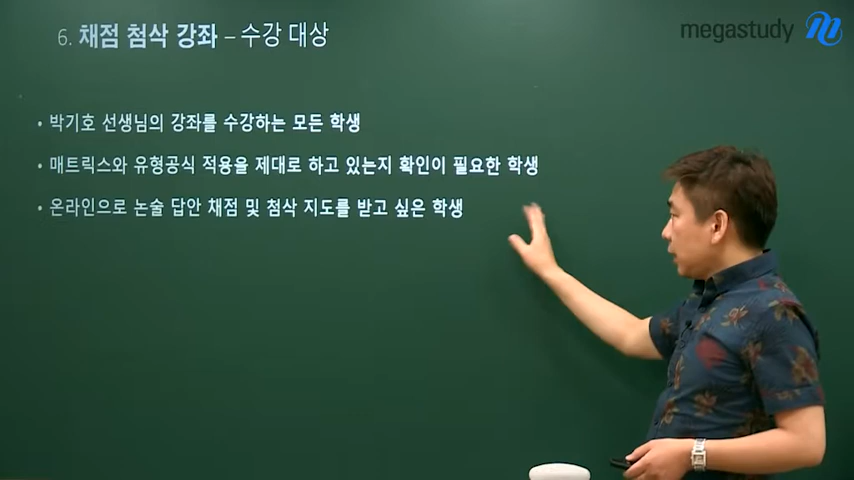 megastudy
6. 채점 첨삭 강좌 – 수강 대상
• 박기호 선생님의 강좌를 수강하는 모든 학생
• 매트릭스와 유형공식 적용을 제대로 하고 있는지 확인이 필요한 학생
• 온라인으로 논술 답안 채점 및 첨삭 지도를 받고 싶은 학생